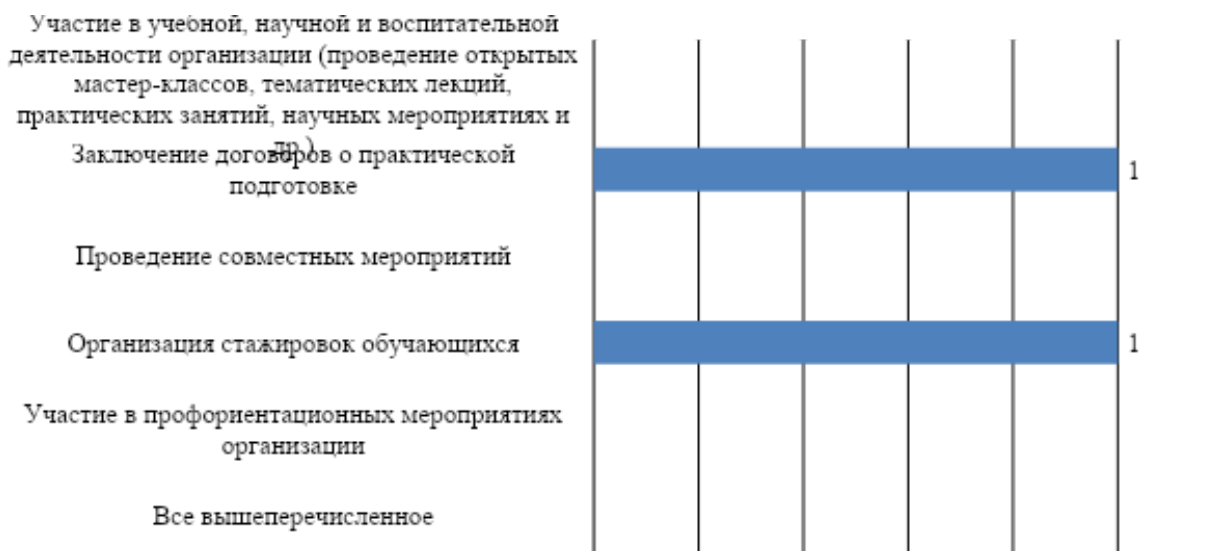 Участие в учебной, научной и воспитательной
деятельности организации (проведение открытых
мастер-классов, тематических лекций,
практических занятий, научных мероприятиях и
др.)
Заключение договоров о практической
подготовке
1
Проведение совместных мероприятий
Организация стажировок обучающихся
1
Участие в профориентационных мероприятиях
организации
Все вышеперечисленное